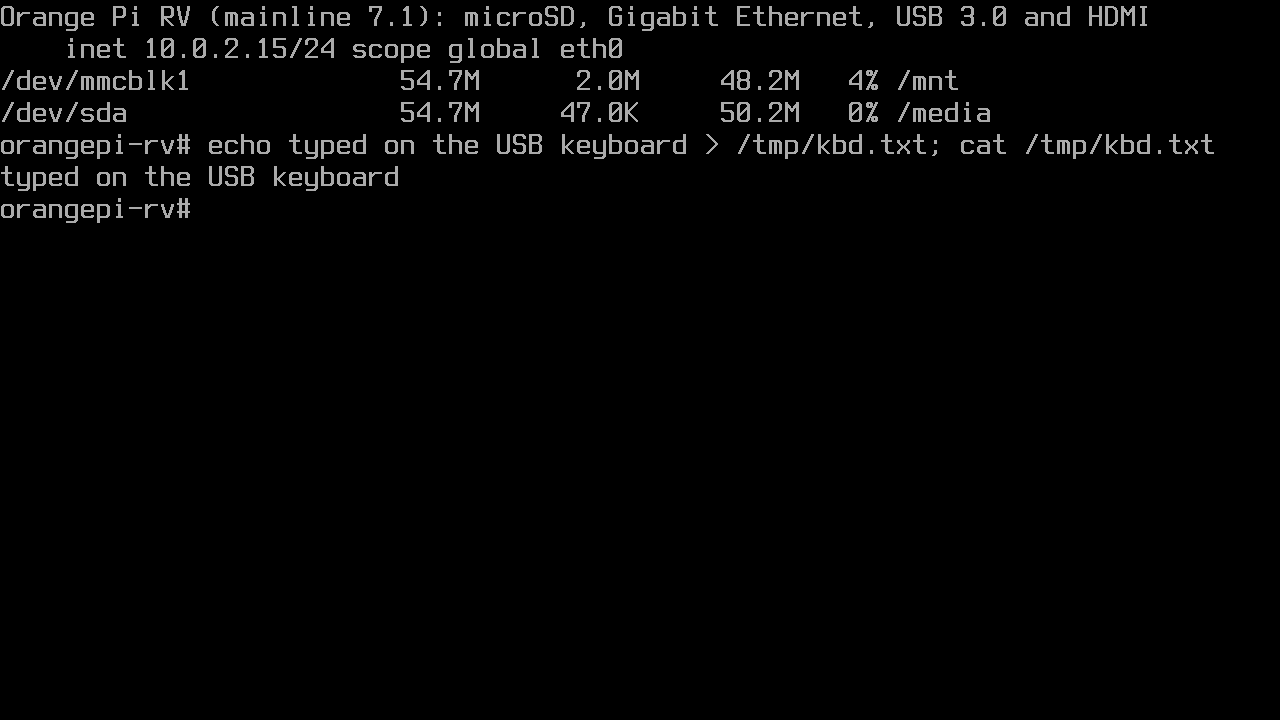 Orange Pi RV (mainline 7.1): microSD, Gigabit Ethernet, USB 3.0 and HDMI
    inet 10.0.2.15/24 scope global eth0
/dev/mmcblk1             54.7M      2.0M     48.2M   4% /mnt
/dev/sda                 54.7M     47.0K     50.2M   0% /media
orangepi-rv# echo typed on the USB keyboard > /tmp/kbd.txt; cat /tmp/kbd.txt
typed on the USB keyboard
orangepi-rv#